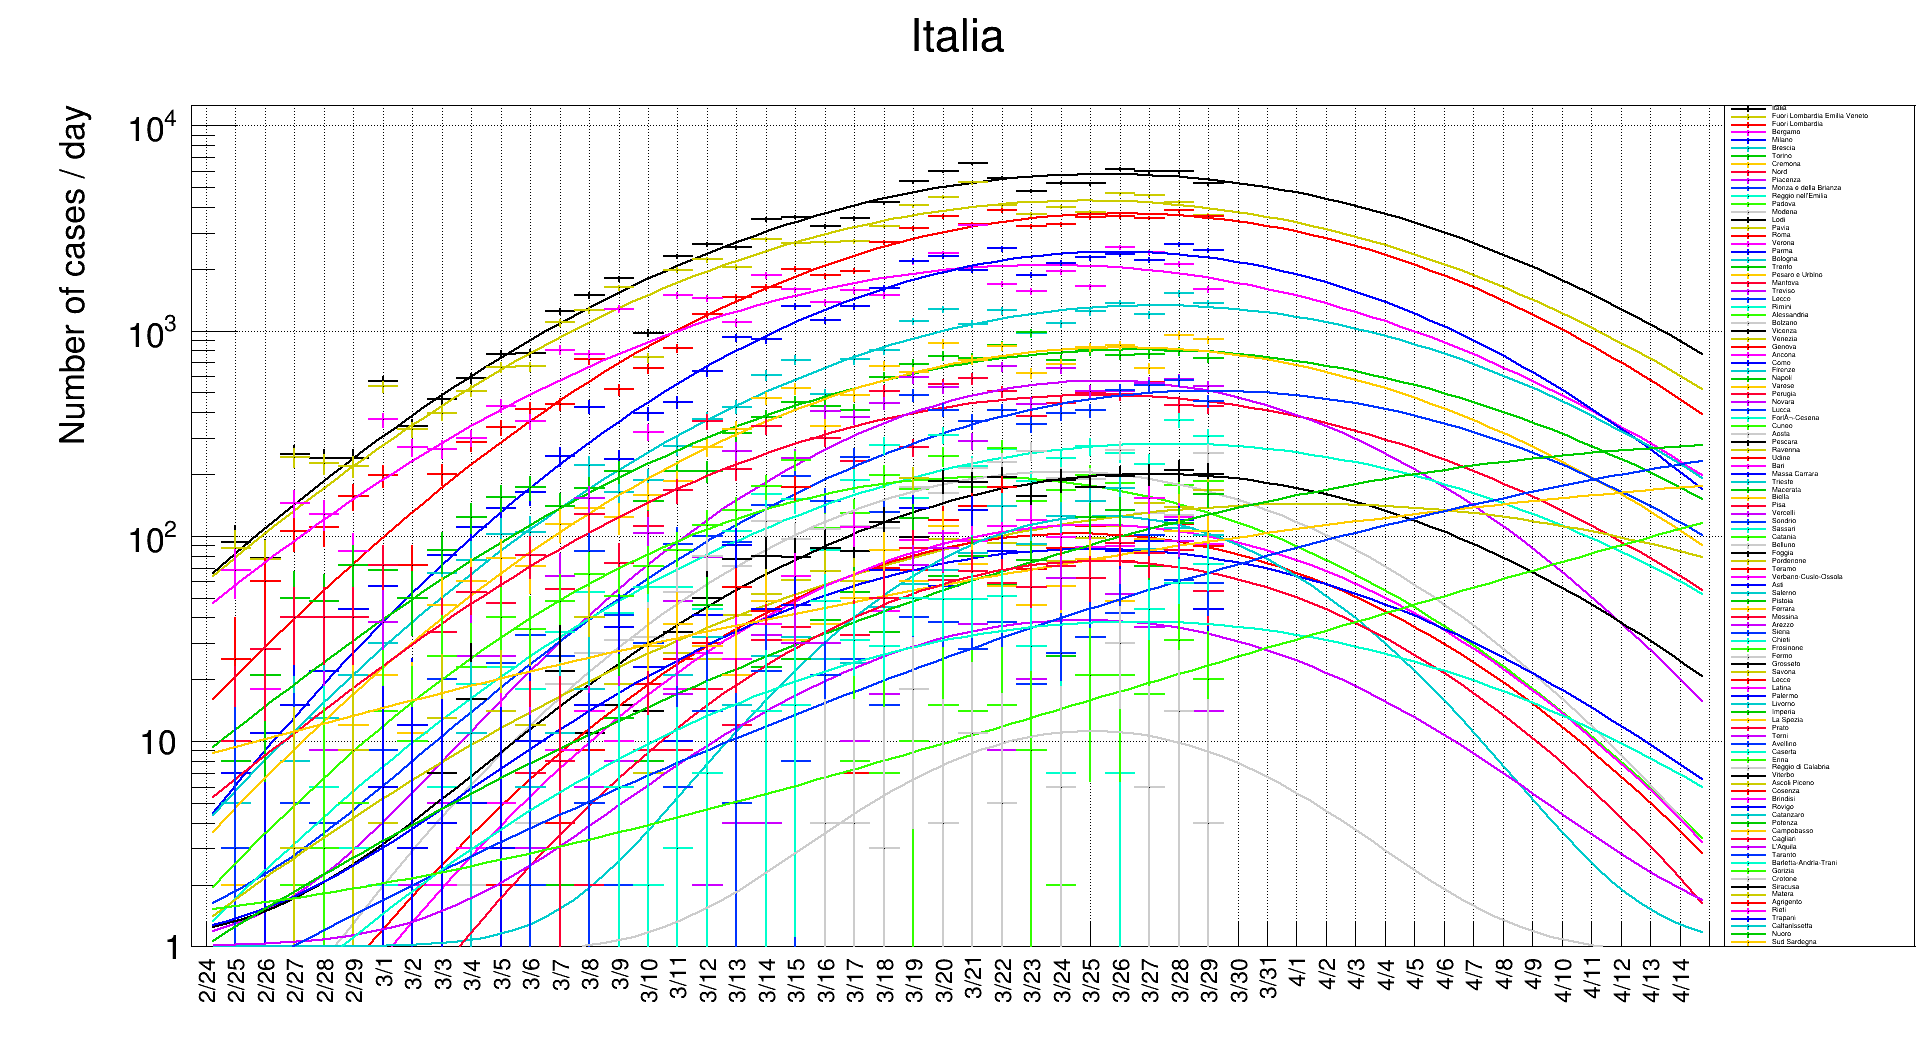 Italia
Number of cases / day
10⁴
10³
10²
10
1
2/24
2/25
2/26
2/27
2/28
2/29
3/1
3/2
3/3
3/4
3/5
3/6
3/7
3/8
3/9
3/10
3/11
3/12
3/13
3/14
3/15
3/16
3/17
3/18
3/19
3/20
3/21
3/22
3/23
3/24
3/25
3/26
3/27
3/28
3/29
3/30
3/31
4/1
4/2
4/3
4/4
4/5
4/6
4/7
4/8
4/9
4/10
4/11
4/12
4/13
4/14
Italia
Fuori Lombardia Emilia Veneto
Fuori Lombardia
Bergamo
Milano
Brescia
Torino
Cremona
Nord
Piacenza
Monza e della Brianza
Reggio nell'Emilia
Padova
Modena
Lodi
Pavia
Roma
Verona
Parma
Bologna
Trento
Pesaro e Urbino
Mantova
Treviso
Lecco
Rimini
Alessandria
Bolzano
Vicenza
Venezia
Genova
Ancona
Como
Firenze
Napoli
Varese
Perugia
Novara
Lucca
ForlÃ¬-Cesena
Cuneo
Aosta
Pescara
Ravenna
Udine
Bari
Massa Carrara
Trieste
Macerata
Biella
Pisa
Vercelli
Sondrio
Sassari
Catania
Belluno
Foggia
Pordenone
Teramo
Verbano-Cusio-Ossola
Asti
Salerno
Pistoia
Ferrara
Messina
Arezzo
Siena
Chieti
Frosinone
Fermo
Grosseto
Savona
Lecce
Latina
Palermo
Livorno
Imperia
La Spezia
Prato
Terni
Avellino
Caserta
Enna
Reggio di Calabria
Viterbo
Ascoli Piceno
Cosenza
Brindisi
Rovigo
Catanzaro
Potenza
Campobasso
Cagliari
L'Aquila
Taranto
Barletta-Andria-Trani
Gorizia
Crotone
Siracusa
Matera
Agrigento
Rieti
Trapani
Caltanissetta
Nuoro
Sud Sardegna